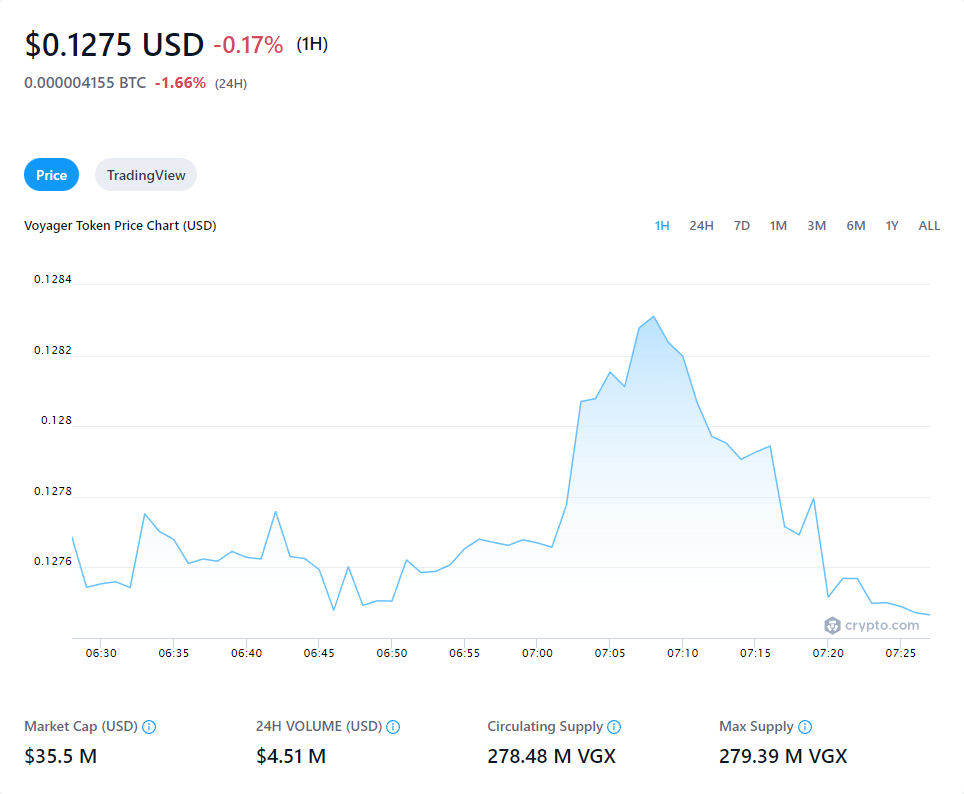 $0.1275 USD -0.17% (1H)
0.000004155 BTC -1.66% (24H)
Price TradingView
Voyager Token Price Chart (USD) 1H 24H 7D 1M 3M 6M 1Y ALL
0.1284
0.1282
0.128
0.1278
0.1276
crypto.com
06:30 06:35 06:40 06:45 06:50 06:55 07:00 07:05 07:10 07:15 07:20 07:25
Market Cap (USD) 24H VOLUME (USD) Circulating Supply Max Supply
$35.5 M $4.51 M 278.48 M VGX 279.39 M VGX